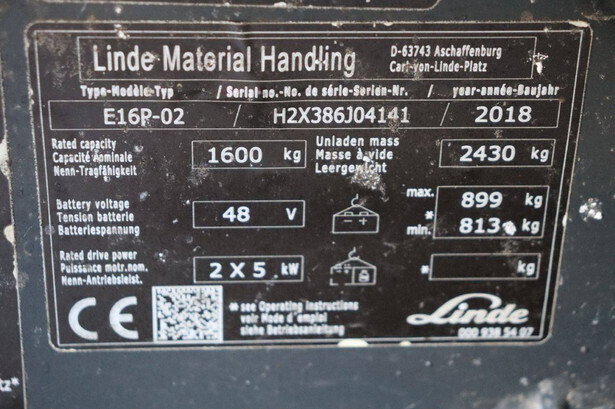 Linde Material Handling
D-63743 Aschaffenburg
Carl-von-Linde-Platz
Type-Modèle-Typ / Serial no.-No. de série-Serien-Nr. / year-année-Baujahr
E16P-02 / H2X386J04141 / 2018
Rated capacity
Capacité nominale
Nenn-Tragfähigkeit
1600 kg
Unladen mass
Masse à vide
Leergewicht
2430 kg
Battery voltage
Tension batterie
Batteriespannung
48 V
max. 899 kg
*
min. 813 kg
Rated drive power
Puissance motr.nom.
Nenn-Antriebsleist.
2 X 5 kW
* kg
CE
* see Operating instructions
voir Mode d'emploi
siehe Betriebsanleitung
Linde
000 938 54 07
tz*